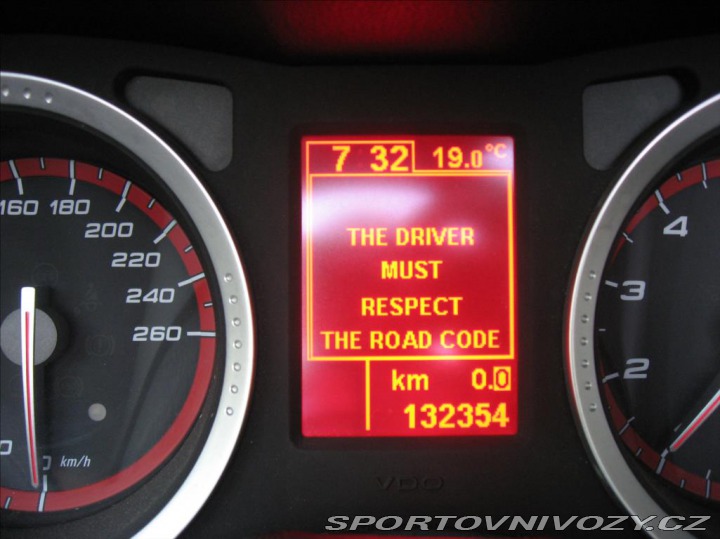 7 32 19.0°C
THE DRIVER
MUST
RESPECT
THE ROAD CODE
km 0.0
132354
160
180
200
220
240
260
0
km/h
4
3
2
VDO
SPORTOVNIVOZY.CZ